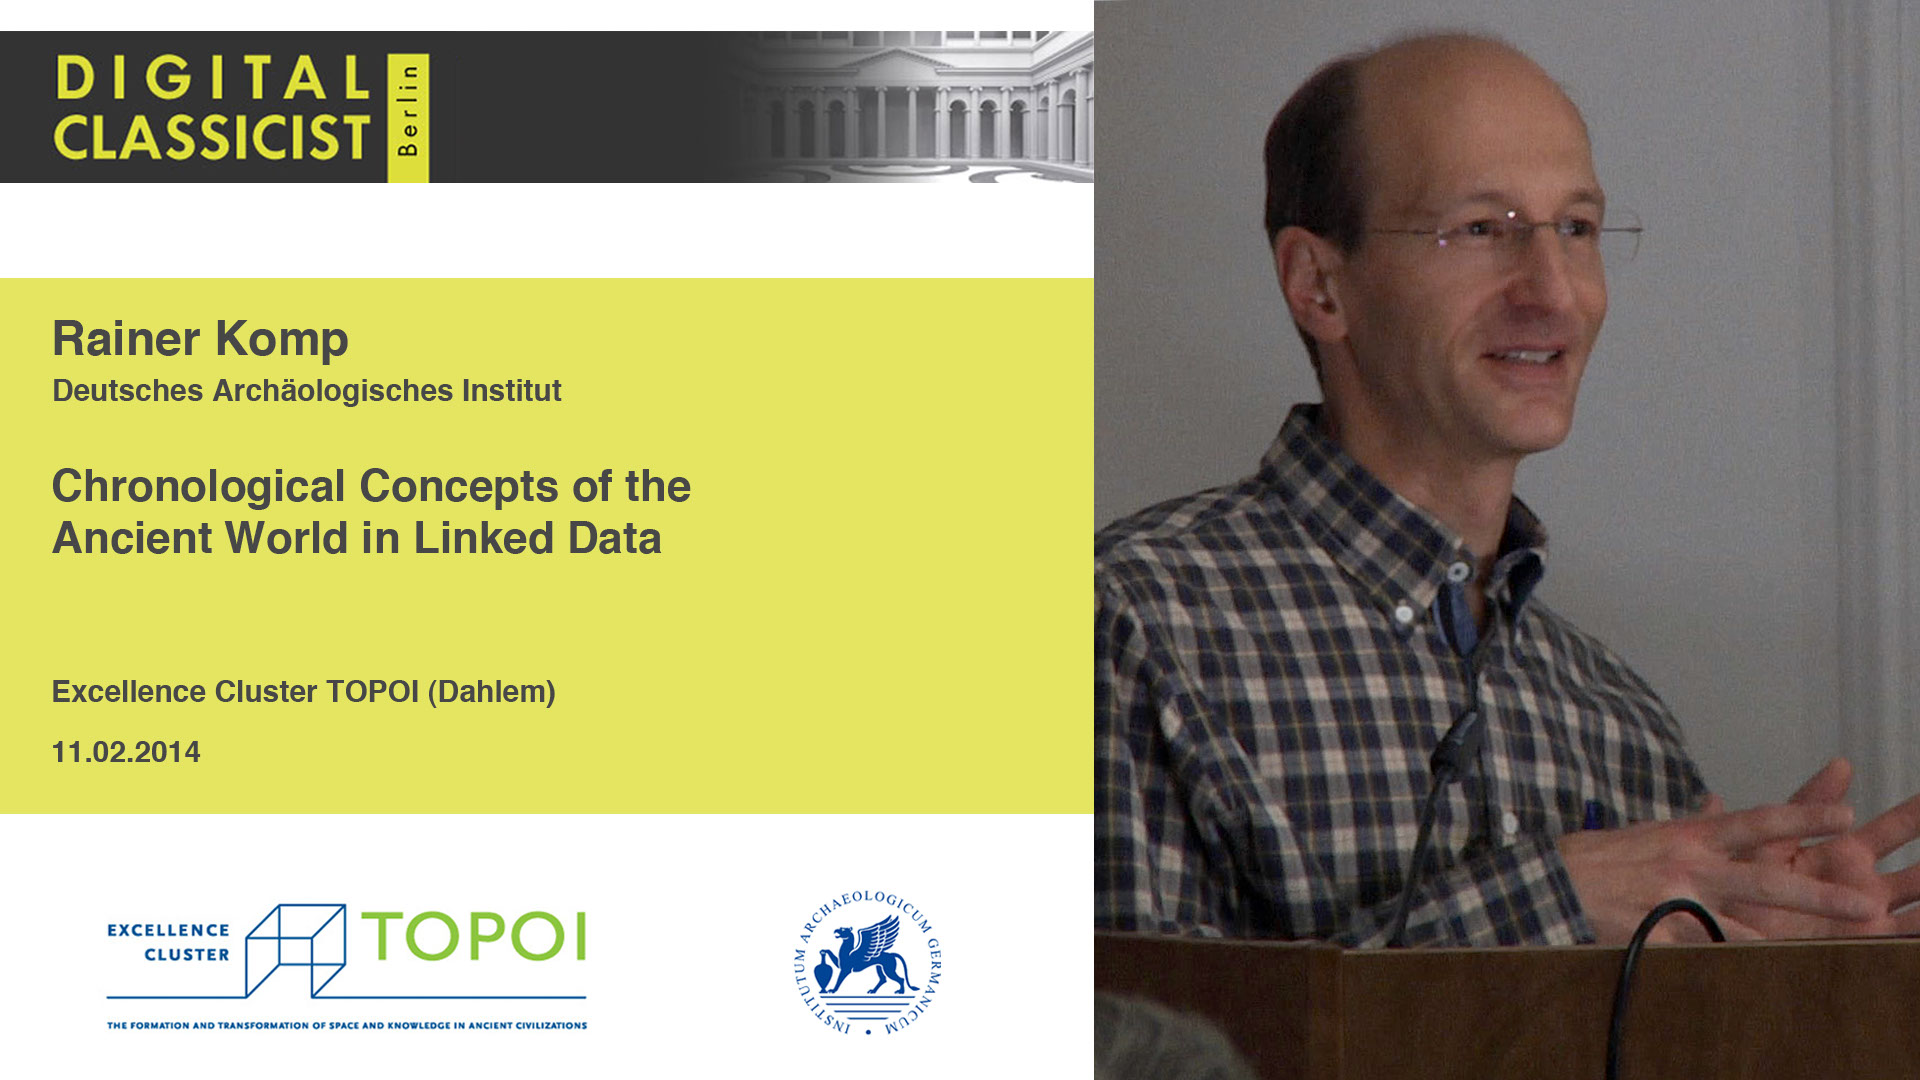 DIGITAL
CLASSICIST
Berlin
Rainer Komp
Deutsches Archäologisches Institut
Chronological Concepts of the
Ancient World in Linked Data
Excellence Cluster TOPOI (Dahlem)
11.02.2014
EXCELLENCE
CLUSTER
TOPOI
THE FORMATION AND TRANSFORMATION OF SPACE AND KNOWLEDGE IN ANCIENT CIVILIZATIONS
INSTITUTUM ARCHAEOLOGICUM GERMANICUM •